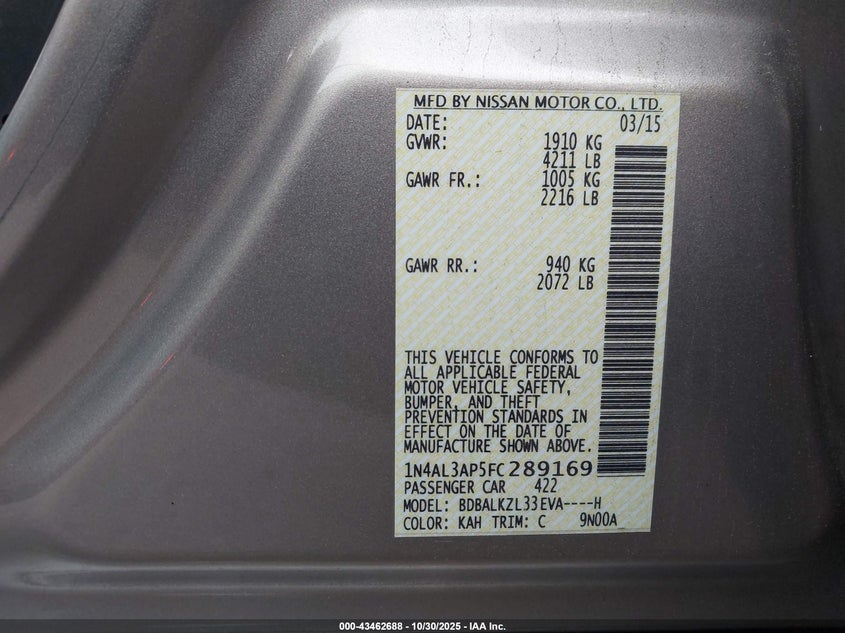 MFD BY NISSAN MOTOR CO., LTD.
DATE: 03/15
GVWR: 1910 KG
4211 LB
GAWR FR.: 1005 KG
2216 LB
GAWR RR.: 940 KG
2072 LB
THIS VEHICLE CONFORMS TO
ALL APPLICABLE FEDERAL
MOTOR VEHICLE SAFETY,
BUMPER, AND THEFT
PREVENTION STANDARDS IN
EFFECT ON THE DATE OF
MANUFACTURE SHOWN ABOVE.
1N4AL3AP5FC289169
PASSENGER CAR 422
MODEL: BDBALKZL33EVA----H
COLOR: KAH TRIM: C 9N00A
000-43462688 - 10/30/2025 - IAA Inc.